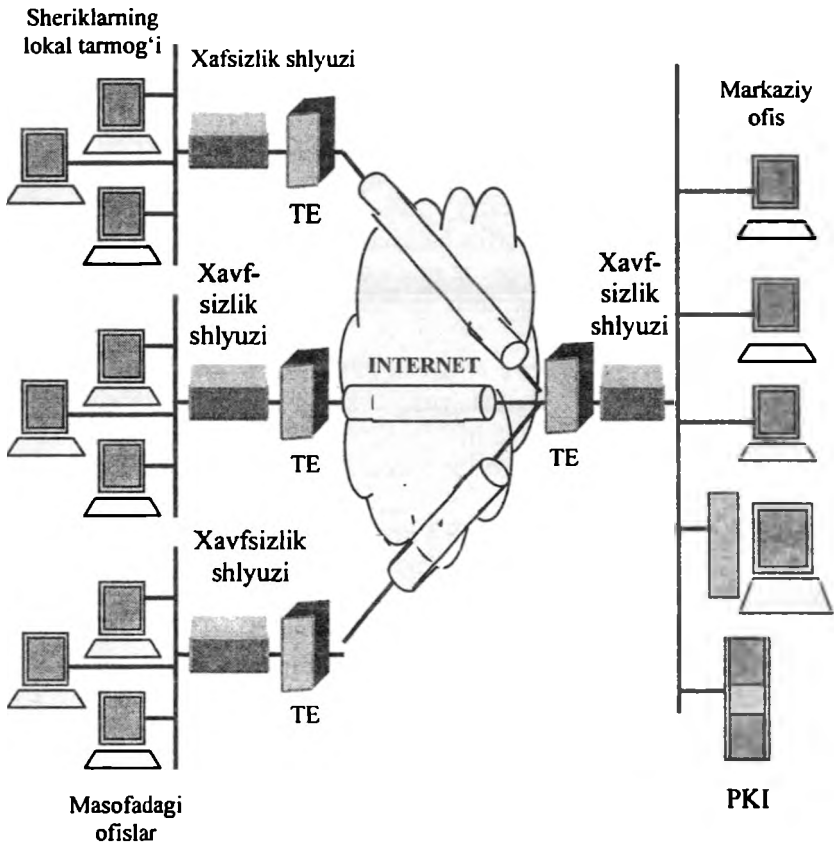 Sheriklarning
lokal tarmog‘i
Xafsizlik shlyuzi
Markaziy
ofis
TE
Xavf-
sizlik
shlyuzi
Xavf-
sizlik
shlyuzi
INTERNET
TE
TE
Xavfsizlik
shlyuzi
TE
Masofadagi
ofislar
PKI